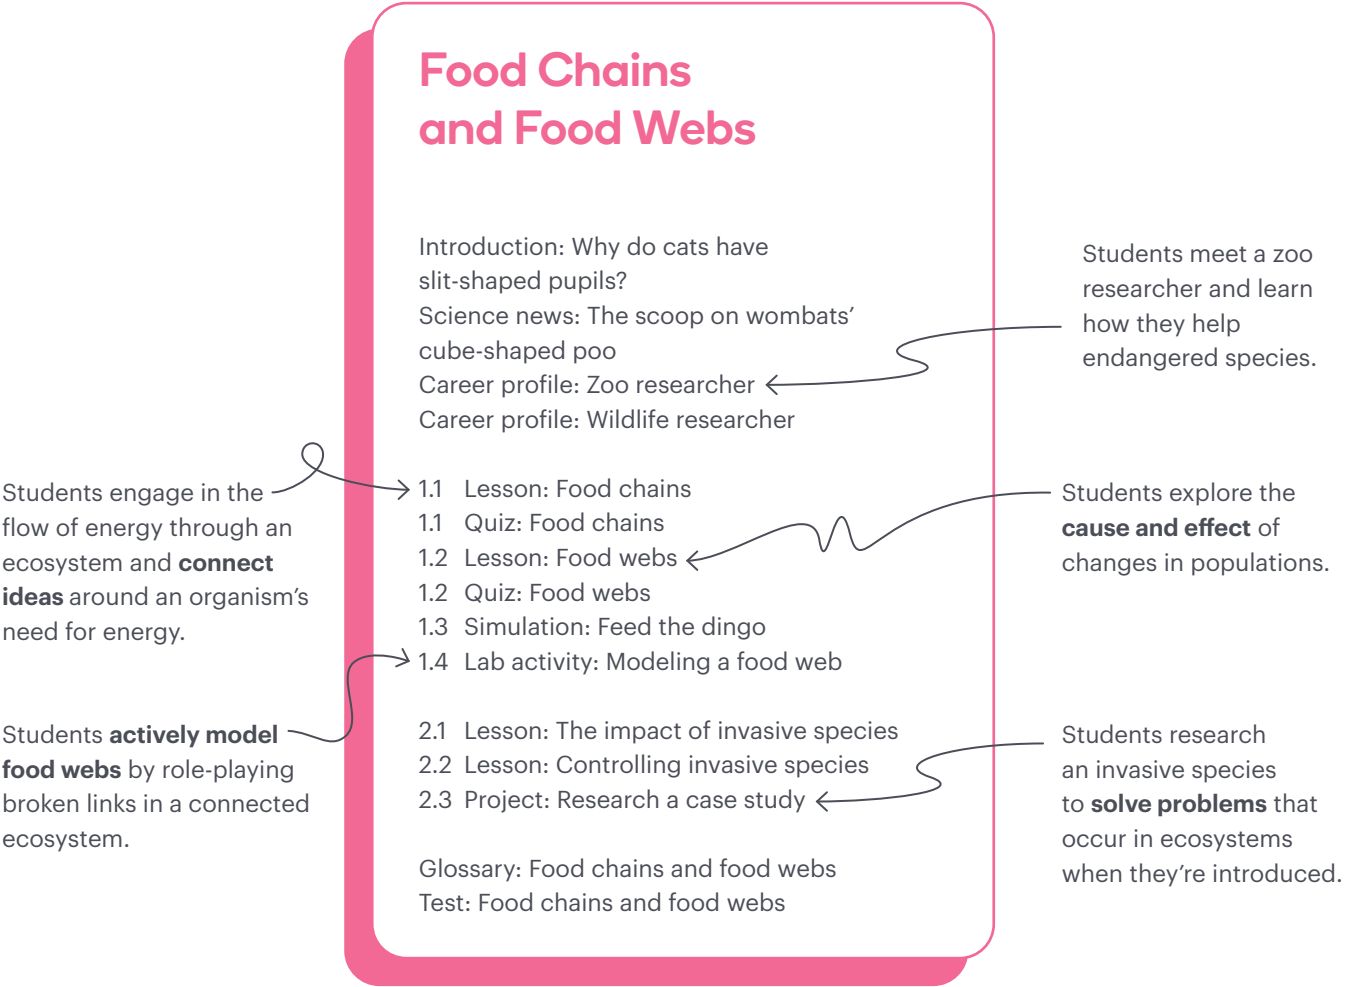 Food Chains
and Food Webs
Introduction: Why do cats have
slit-shaped pupils?
Science news: The scoop on wombats’
cube-shaped poo
Career profile: Zoo researcher
Career profile: Wildlife researcher
1.1 Lesson: Food chains
1.1 Quiz: Food chains
1.2 Lesson: Food webs
1.2 Quiz: Food webs
1.3 Simulation: Feed the dingo
1.4 Lab activity: Modeling a food web
2.1 Lesson: The impact of invasive species
2.2 Lesson: Controlling invasive species
2.3 Project: Research a case study
Glossary: Food chains and food webs
Test: Food chains and food webs
Students engage in the
flow of energy through an
ecosystem and connect
ideas around an organism’s
need for energy.
Students actively model
food webs by role-playing
broken links in a connected
ecosystem.
Students meet a zoo
researcher and learn
how they help
endangered species.
Students explore the
cause and effect of
changes in populations.
Students research
an invasive species
to solve problems that
occur in ecosystems
when they’re introduced.